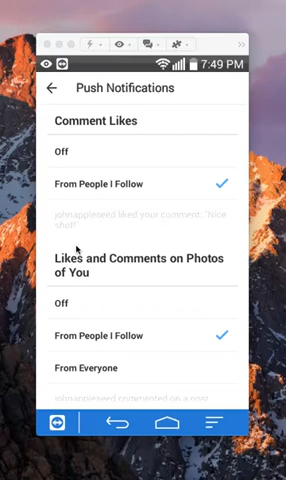 7:49 PM
Push Notifications
Comment Likes
Off
From People I Follow
johnappleseed liked your comment: "Nice
shot!"
Likes and Comments on Photos
of You
Off
From People I Follow
From Everyone
johnappleseed commented on a post